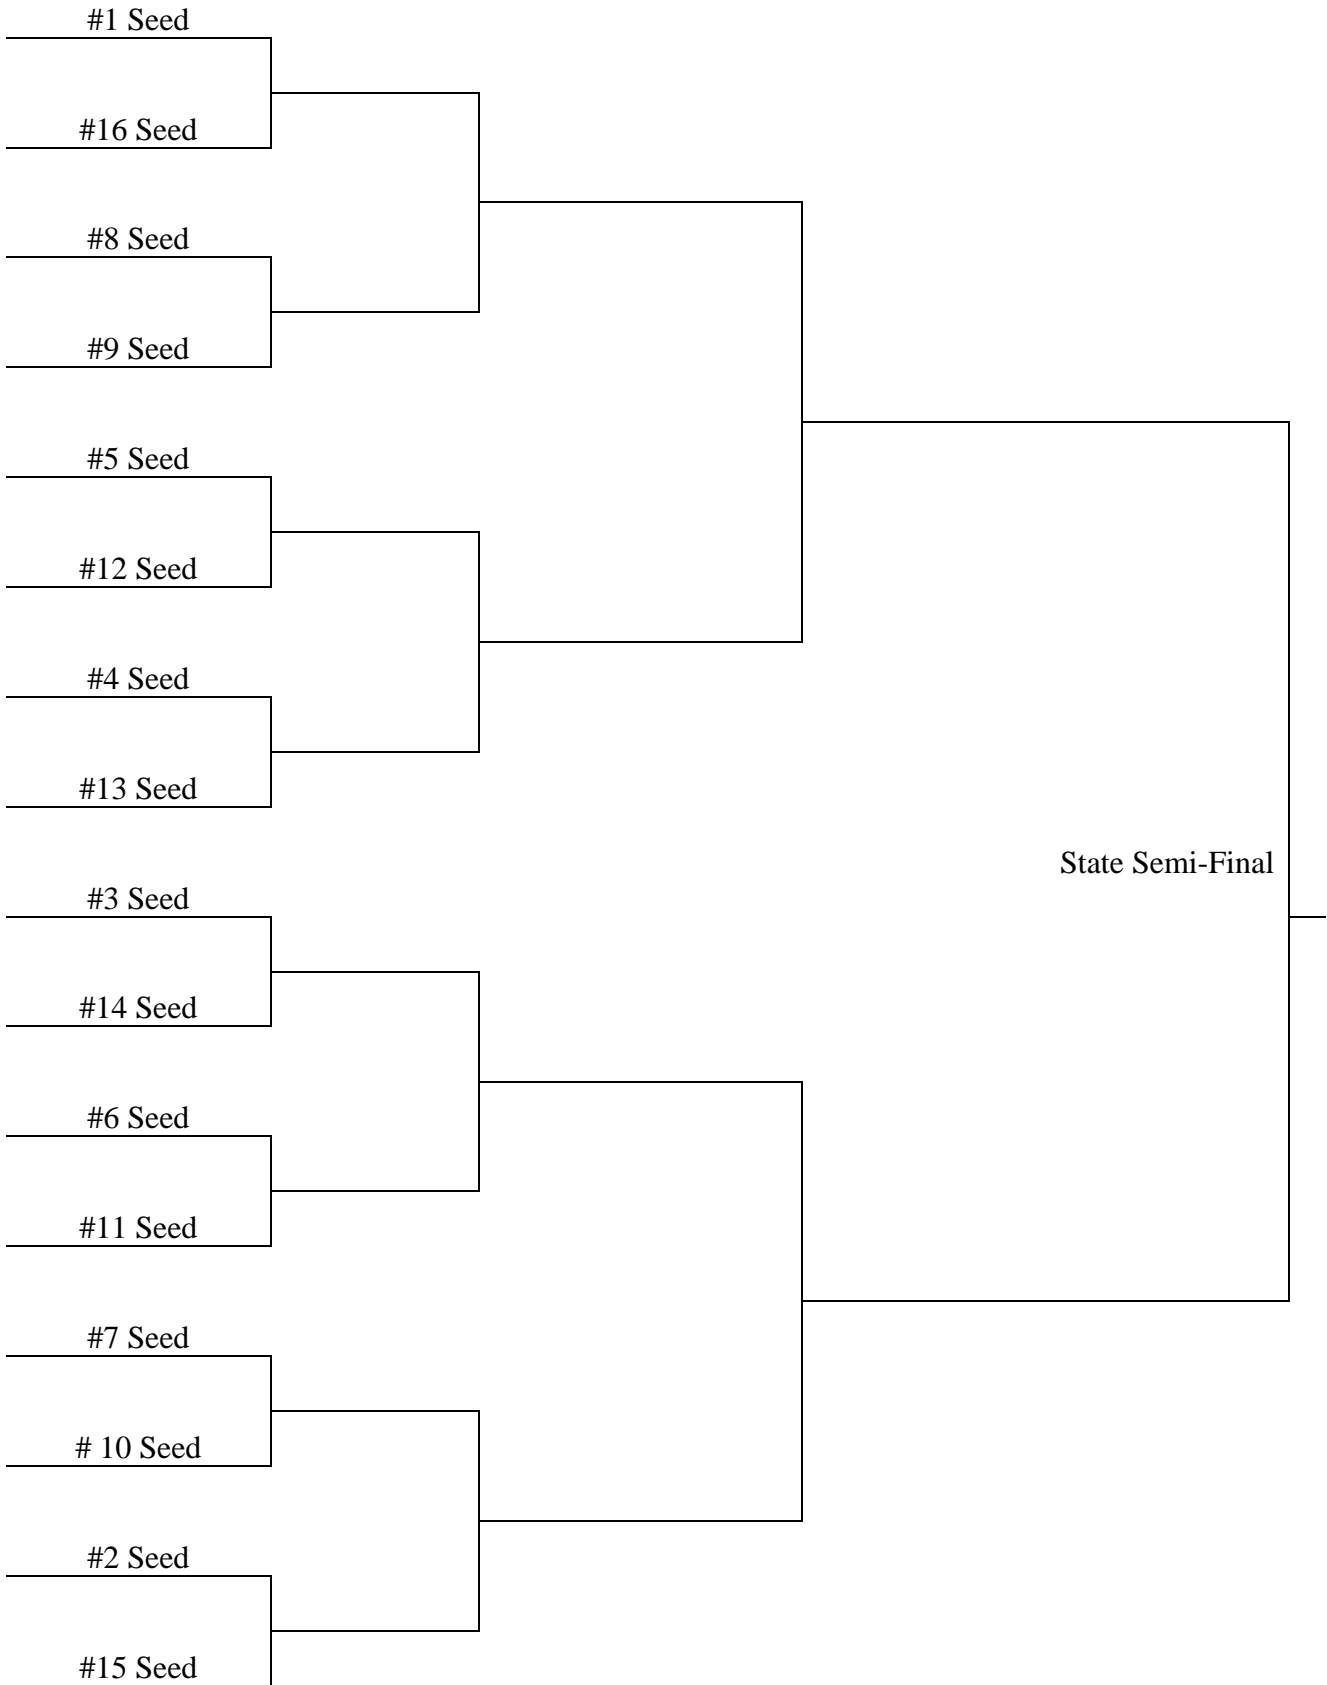 #1 Seed
#16 Seed
#8 Seed
#9 Seed
#5 Seed
#12 Seed
#4 Seed
#13 Seed
State Semi-Final
#3 Seed
#14 Seed
#6 Seed
#11 Seed
#7 Seed
# 10 Seed
#2 Seed
#15 Seed